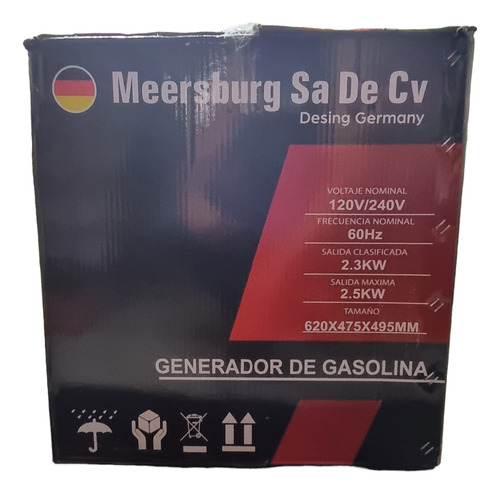 Meersburg Sa De Cv
Desing Germany
VOLTAJE NOMINAL
120V/240V
FRECUENCIA NOMINAL
60Hz
SALIDA CLASIFICADA
2.3KW
SALIDA MAXIMA
2.5KW
TAMAÑO
620X475X495MM
GENERADOR DE GASOLINA